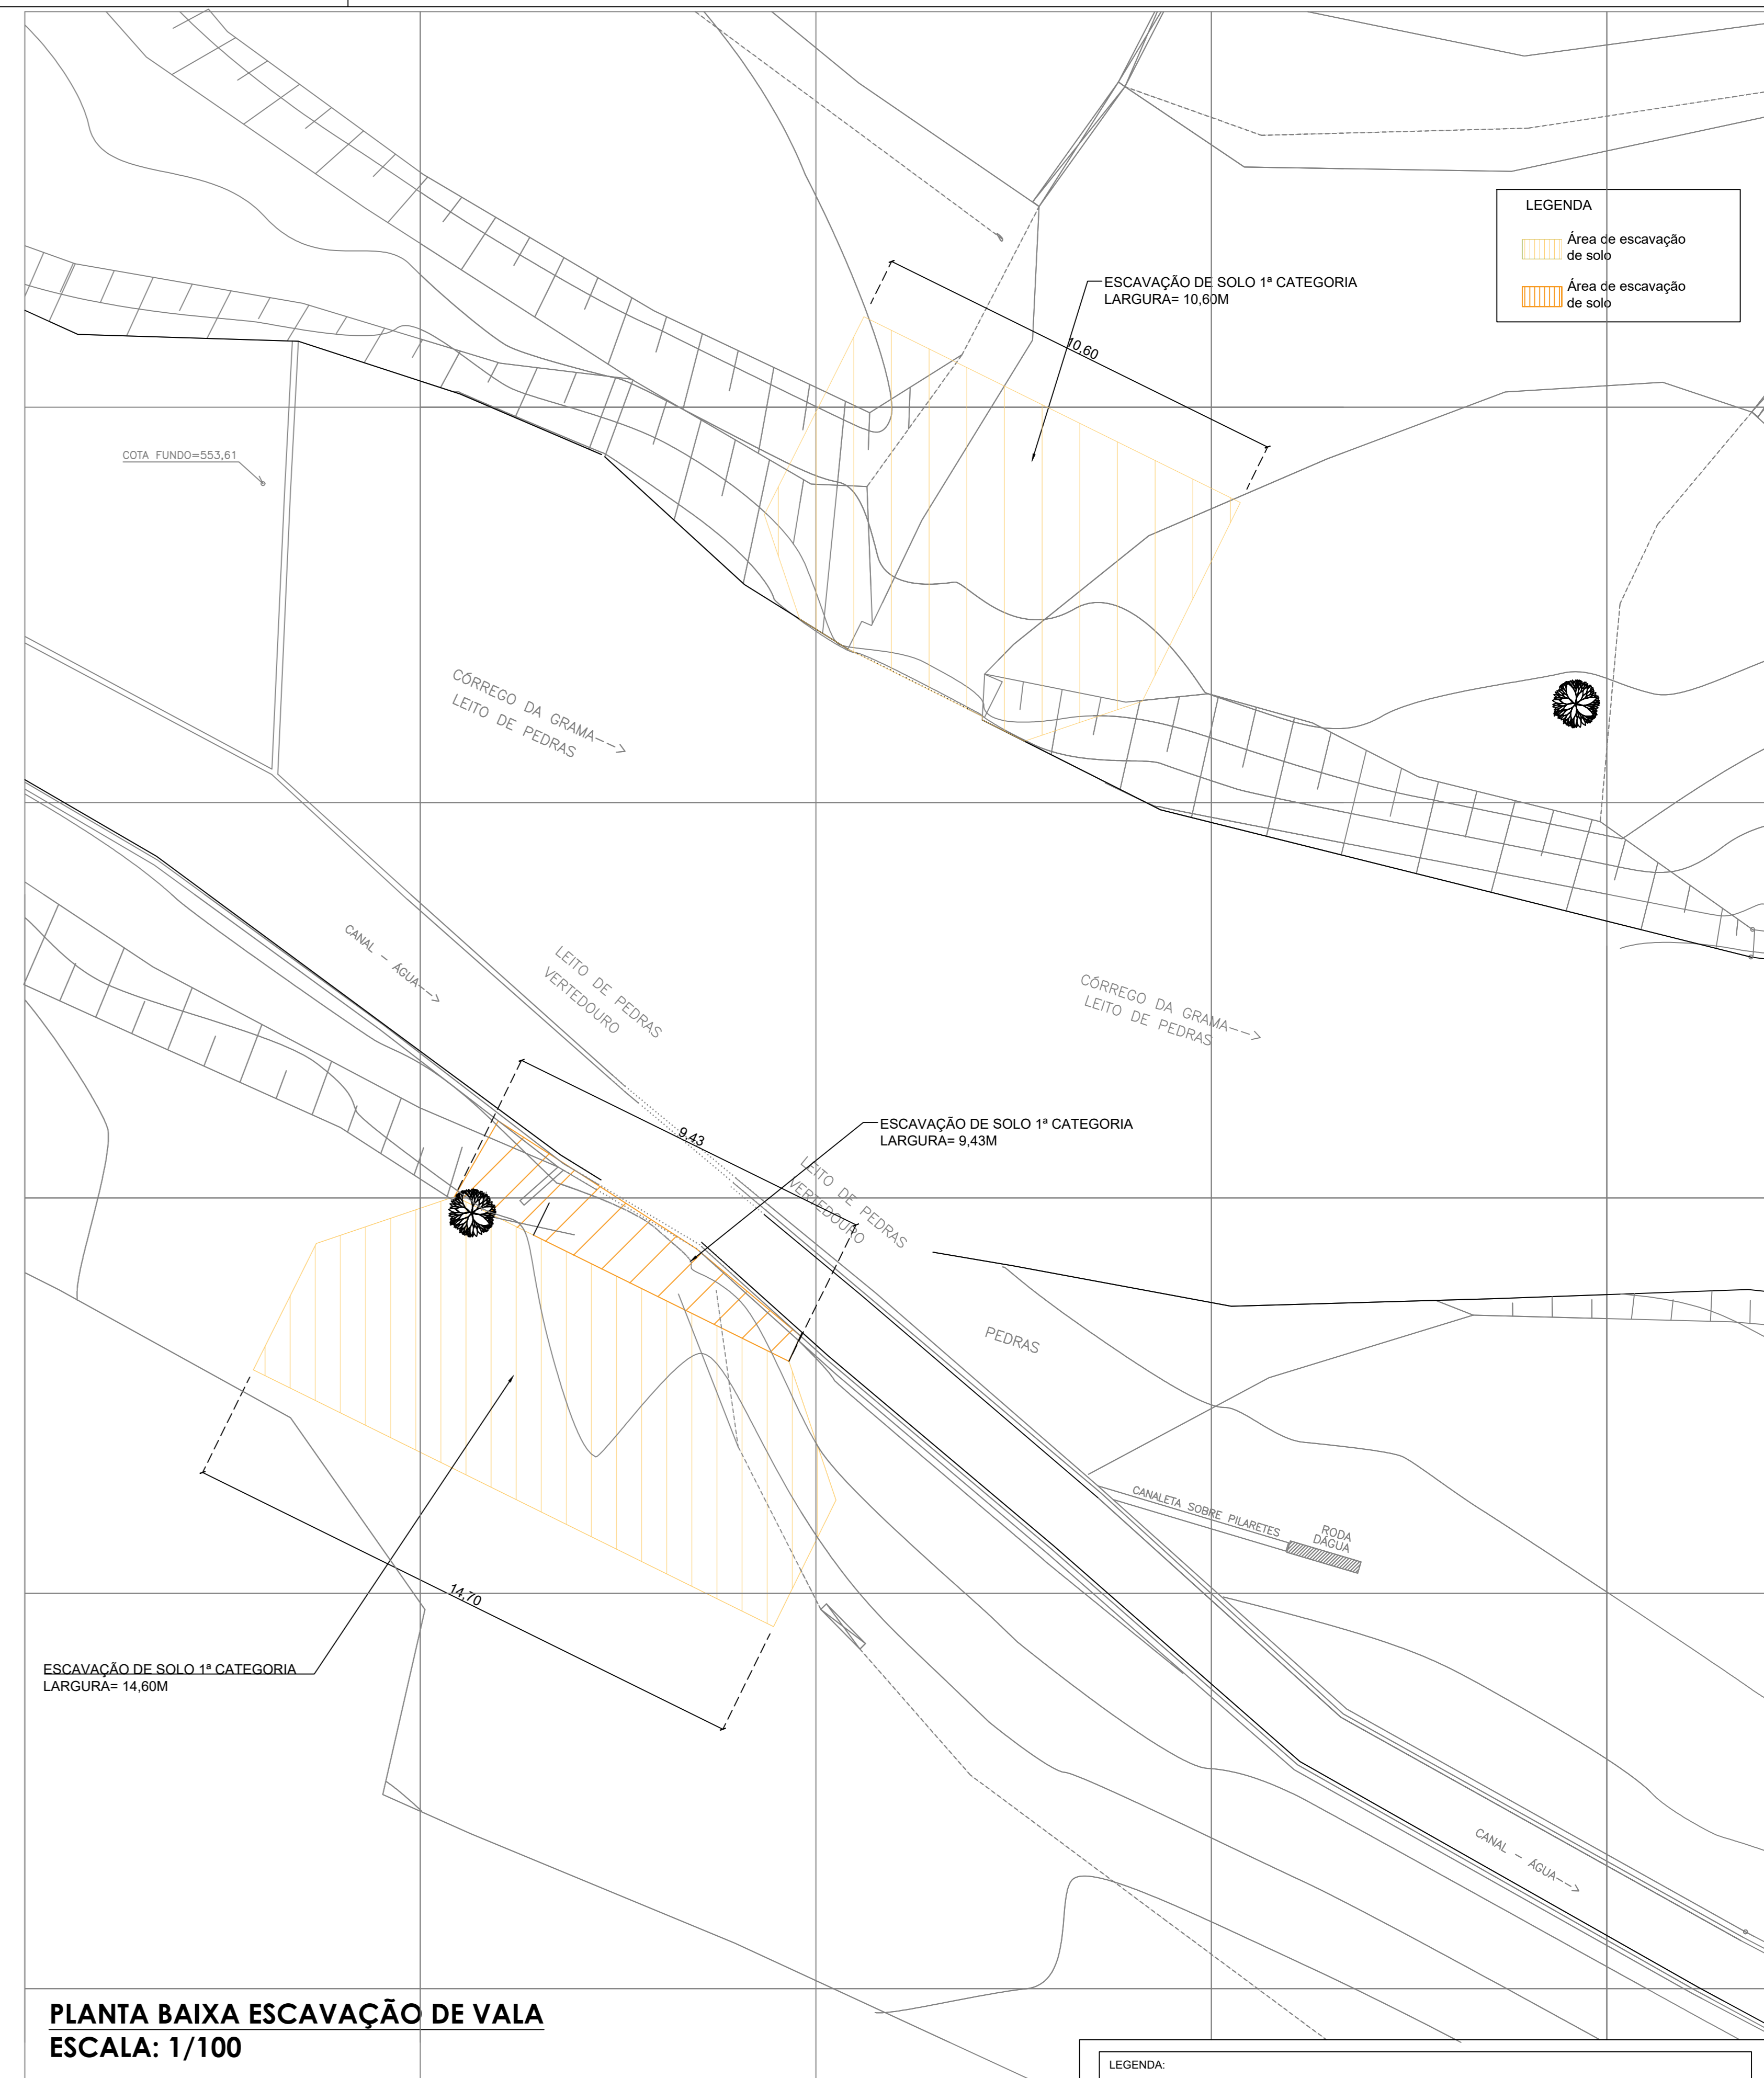 LEGENDA
Área de escavação
de solo
Área de escavação
de solo
ESCAVAÇÃO DE SOLO 1ª CATEGORIA
LARGURA= 10,60M
10,60
COTA FUNDO=553,61
CÓRREGO DA GRAMA-->
LEITO DE PEDRAS
CANAL - ÁGUA-->
LEITO DE PEDRAS
VERTEDOURO
CÓRREGO DA GRAMA-->
LEITO DE PEDRAS
ESCAVAÇÃO DE SOLO 1ª CATEGORIA
LARGURA= 9,43M
9,43
LEITO DE PEDRAS
VERTEDOURO
PEDRAS
CANALETA SOBRE PILARETES
RODA
DÁGUA
14,70
ESCAVAÇÃO DE SOLO 1ª CATEGORIA
LARGURA= 14,60M
CANAL - ÁGUA-->
PLANTA BAIXA ESCAVAÇÃO DE VALA
ESCALA: 1/100
LEGENDA: